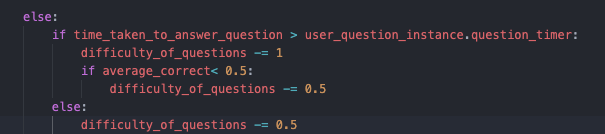 else:
    if time_taken_to_answer_question > user_question_instance.question_timer:
        difficulty_of_questions -= 1
        if average_correct< 0.5:
            difficulty_of_questions -= 0.5
    else:
        difficulty_of_questions -= 0.5